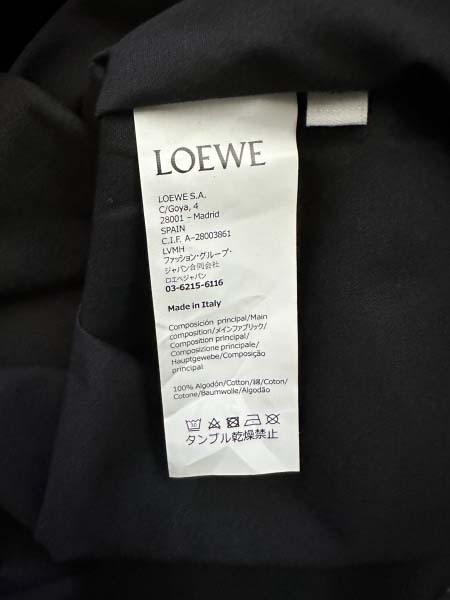 LOEWE
LOEWE S.A.
C/Goya, 4
28001 – Madrid
SPAIN
C.I.F. A–28003861
LVMH
ファッション・グループ・
ジャパン合同会社
ロエベジャパン
03-6215-6116
Made in Italy
Composición principal/Main
composition/メインファブリック/
Composition principale/
Composizione principale/
Hauptgewebe/Composição
principal
100% Algodón/Cotton/綿/Coton/
Cotone/Baumwolle/Algodão
タンブル乾燥禁止